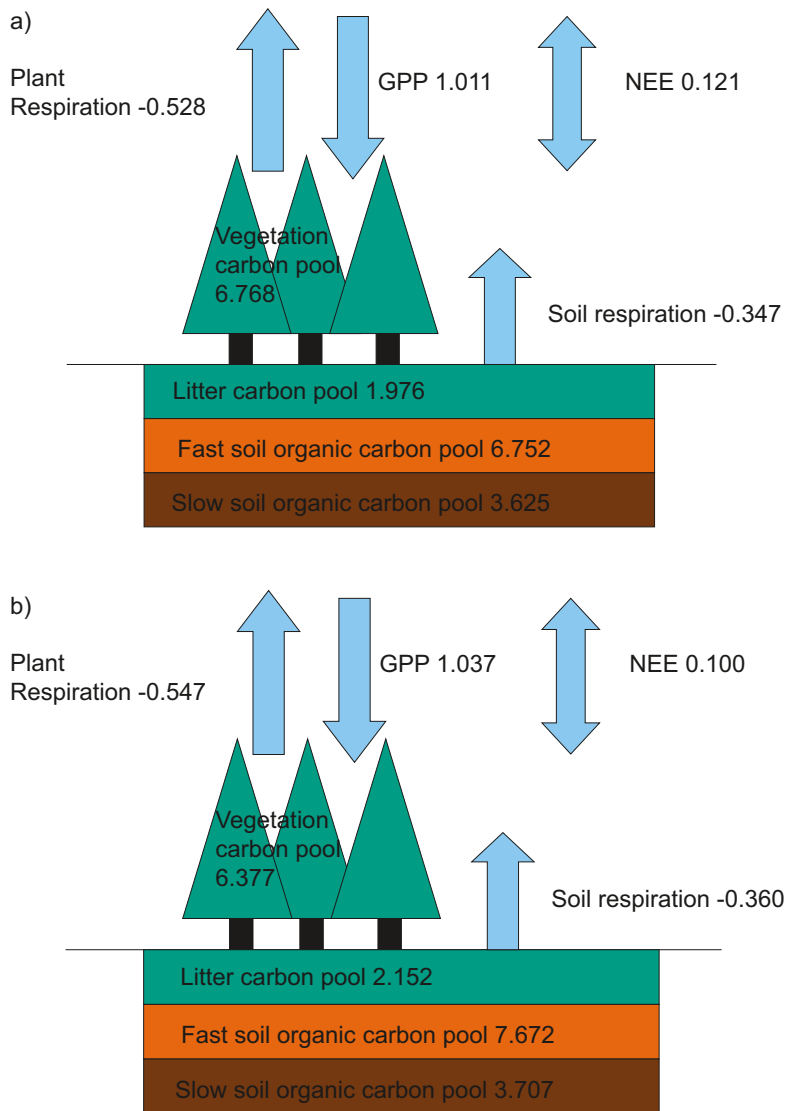 a)
Plant
Respiration -0.528
GPP 1.011
NEE 0.121
Vegetation
carbon pool
6.768
Soil respiration -0.347
Litter carbon pool 1.976
Fast soil organic carbon pool 6.752
Slow soil organic carbon pool 3.625
b)
Plant
Respiration -0.547
GPP 1.037
NEE 0.100
Vegetation
carbon pool
6.377
Soil respiration -0.360
Litter carbon pool 2.152
Fast soil organic carbon pool 7.672
Slow soil organic carbon pool 3.707